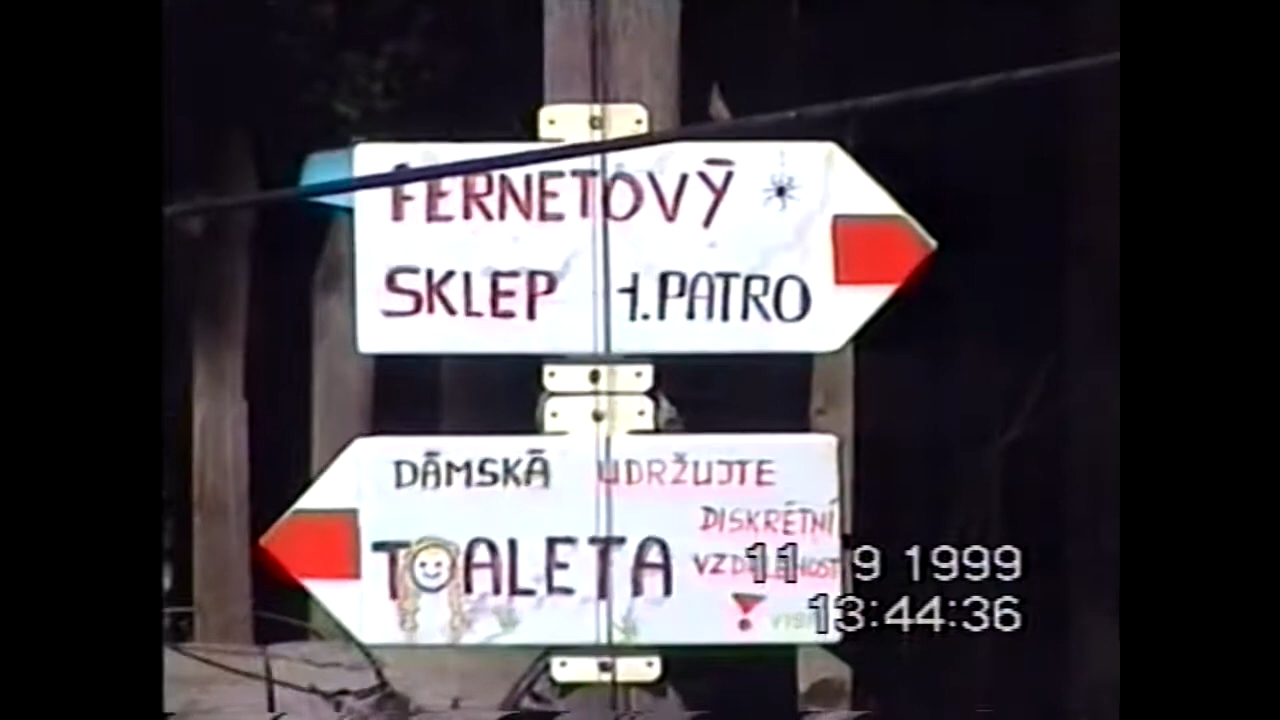 FERNETOVÝ
SKLEP 1.PATRO
DÁMSKÁ UDRŽUJTE
DISKRÉTNÍ
TOALETA
11 9 1999
13:44:36